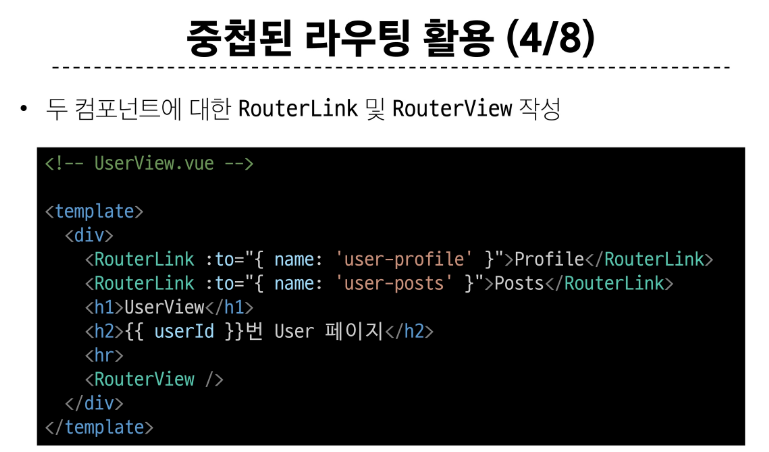 중첩된 라우팅 활용 (4/8)
• 두 컴포넌트에 대한 RouterLink 및 RouterView 작성
<!-- UserView.vue -->
<template>
  <div>
    <RouterLink :to="{ name: 'user-profile' }">Profile</RouterLink>
    <RouterLink :to="{ name: 'user-posts' }">Posts</RouterLink>
    <h1>UserView</h1>
    <h2>{{ userId }}번 User 페이지</h2>
    <hr>
    <RouterView />
  </div>
</template>